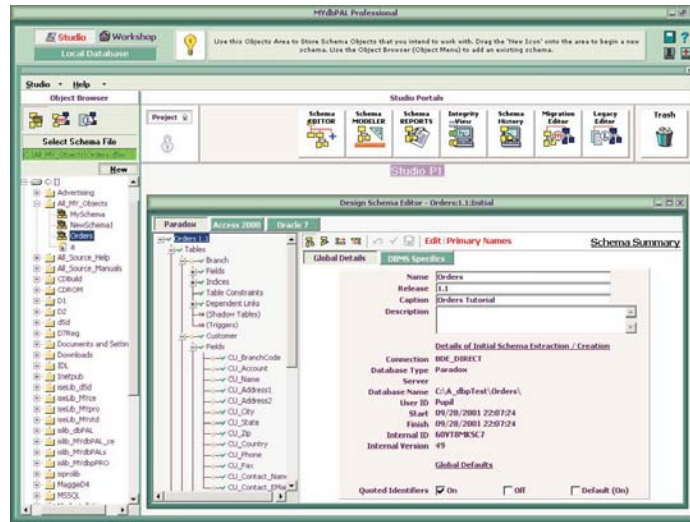 MYdbPAL Professional
Studio Workshop
Local Database
Use this Objects Area to Store Schema Objects that you intend to work with. Drag the 'New Icon' onto the area to begin a new
schema. Use the Object Browser (Object Menu) to add an existing schema.
Studio Help
Object Browser
Studio Portals
Project
Schema EDITOR
Schema MODELER
Schema REPORTS
Integrity View
Schema History
Migration Editor
Legacy Editor
Trash
Select Schema File
New
Studio P1
C: []
Advertising
All_MY_Objects
MySchema
NewSchema1
Orders
a
All_Source_Help
All_Source_Manuals
CDBuild
CDROM
D1
D2
d5d
D7Reg
Documents and Settin
Downloads
IDL
Inetpub
iseLib_d5d
iseLib_MYce
iseLib_MYpro
iseLib_MYstd
islib_dbPAL
islib_MYdbPAL_ce
islib_MYdbPALs
islib_MYdbpPRO
isprolib
MaggieD4
MSSQL
Design Schema Editor - Orders:1.1:Initial
Paradox Access 2000 Oracle 7
Edit Primary Names
Schema Summary
Orders 1.1
Tables
Branch
Fields
Indices
Table Constraints
Dependent Links
(Shadow Tables)
(Triggers)
Customer
Fields
CU_BranchCode
CU_Account
CU_Name
CU_Address1
CU_Address2
CU_City
CU_State
CU_Zip
CU_Country
CU_Phone
CU_Fax
CU_Contact_Name
CU_Contact_EMai
Global Details DBMS Specifics
Name Orders
Release 1.1
Caption Orders Tutorial
Description
Details of Initial Schema Extraction / Creation
Connection BDE_DIRECT
Database Type Paradox
Server
Database Name C:\A_dbpTest\Orders\
User ID Pupil
Start 09/28/2001 22:07:24
Finish 09/28/2001 22:07:24
Internal ID 60VT8MKSC7
Internal Version 49
Global Defaults
Quoted Identifiers On Off Default (On)